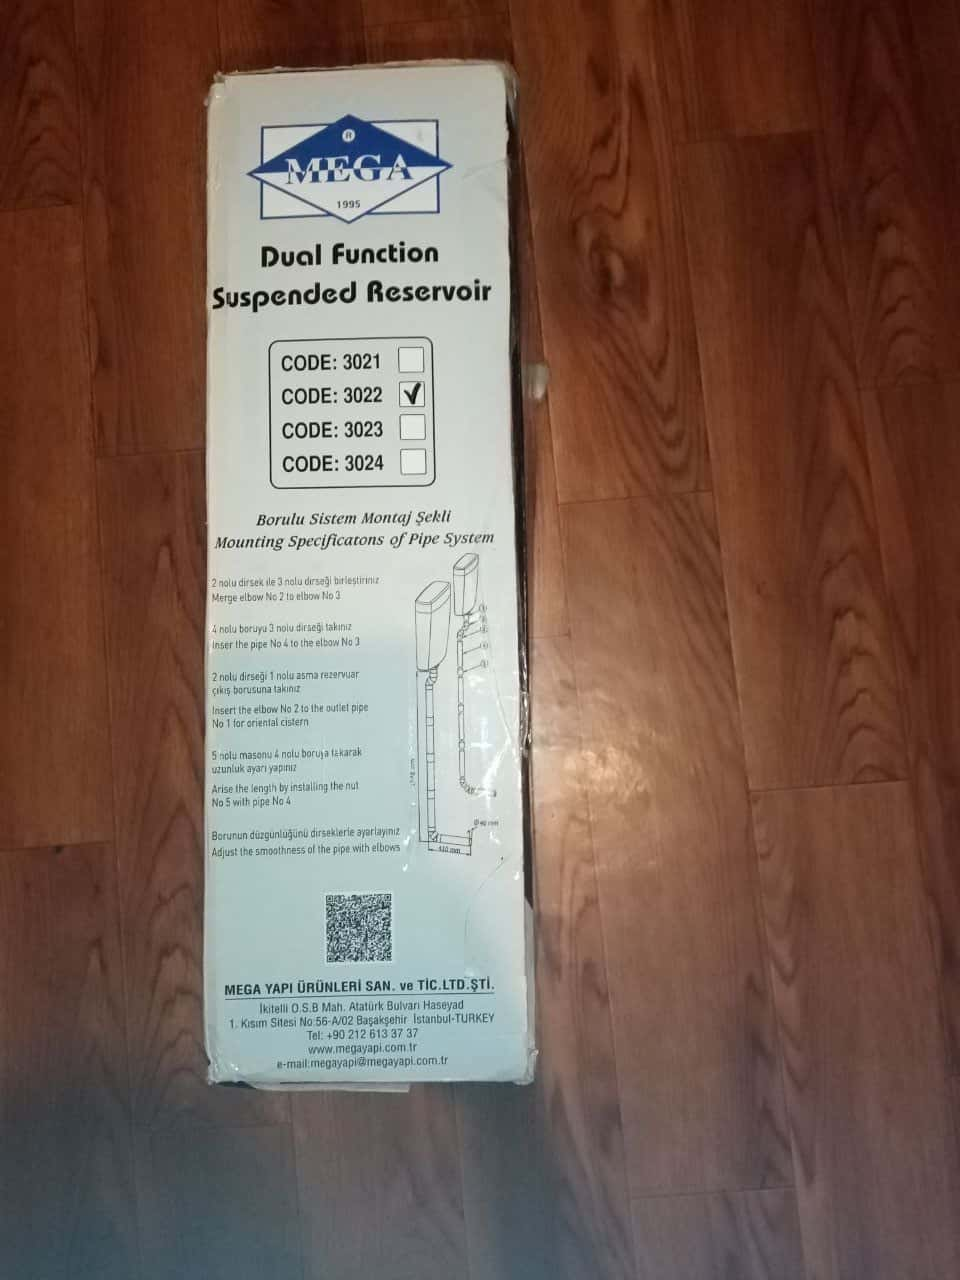 ®
MEGA
1995
Dual Function
Suspended Reservoir
CODE: 3021
CODE: 3022
CODE: 3023
CODE: 3024
Borulu Sistem Montaj Şekli
Mounting Specificatons of Pipe System
2 nolu dirsek ile 3 nolu dirseği birleştiriniz
Merge elbow No 2 to elbow No 3
4 nolu boruyu 3 nolu dirseği takınız
Inser the pipe No 4 to the elbow No 3
2 nolu dirseği 1 nolu asma rezervuar
çıkış borusuna takınız
Insert the elbow No 2 to the outlet pipe
No 1 for oriental cistern
5 nolu masonu 4 nolu boruya takarak
uzunluk ayarı yapınız
Arise the length by installing the nut
No 5 with pipe No 4
Borunun düzgünlüğünü dirseklerle ayarlayınız
Adjust the smoothness of the pipe with elbows
Ø 40 mm
MEGA YAPI ÜRÜNLERİ SAN. ve TİC.LTD.ŞTİ.
İkitelli O.S.B Mah. Atatürk Bulvarı Haseyad
1. Kısım Sitesi No:56-A/02 Başakşehir İstanbul-TURKEY
Tel: +90 212 613 37 37
www.megayapi.com.tr
e-mail:megayapi@megayapi.com.tr